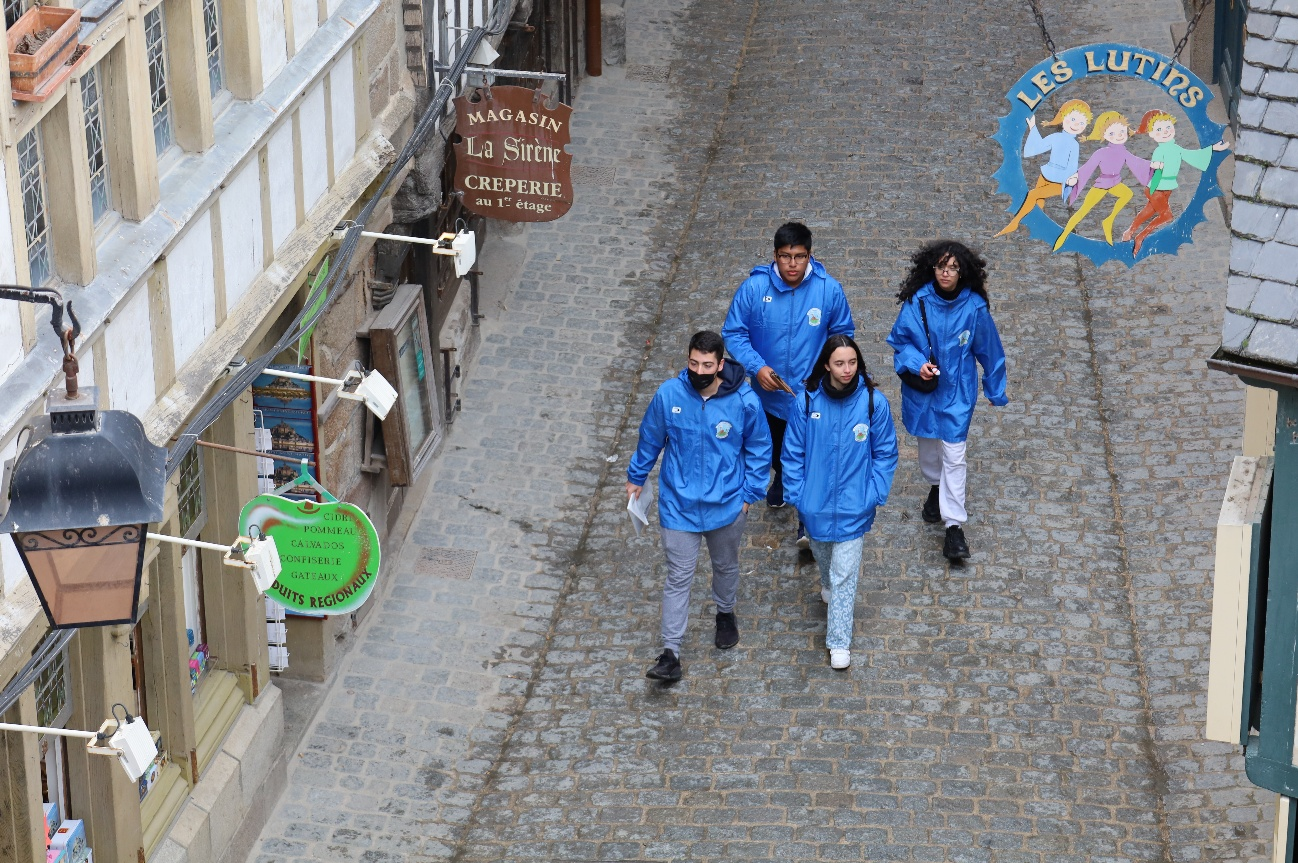 MAGASIN
La Sirène
CREPERIE
au 1er étage
LES LUTINS
CIDRE
POMMEAU
CALVADOS
CONFISERIE
GATEAUX
DUITS REGIONAUX